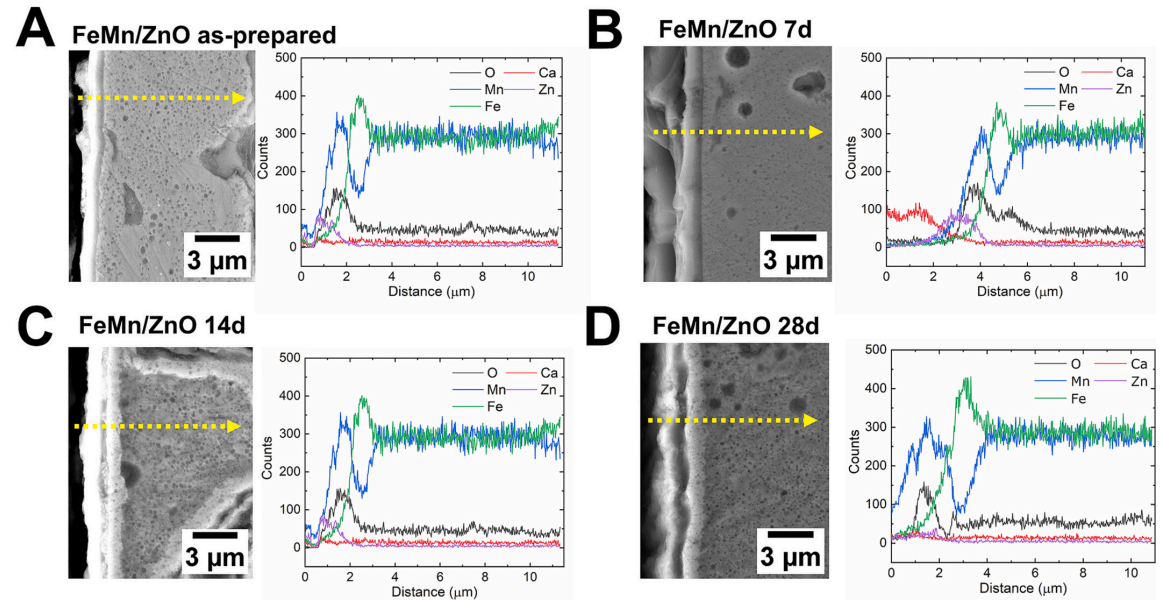 A
FeMn/ZnO as-prepared
3 μm
500
400
300
200
100
0
Counts
O Ca
Mn Zn
Fe
0 2 4 6 8 10
Distance (μm)
B
FeMn/ZnO 7d
3 μm
500
400
300
200
100
0
Counts
O Ca
Mn Zn
Fe
0 2 4 6 8 10
Distance (μm)
C
FeMn/ZnO 14d
3 μm
500
400
300
200
100
0
Counts
O Ca
Mn Zn
Fe
0 2 4 6 8 10
Distance (μm)
D
FeMn/ZnO 28d
3 μm
500
400
300
200
100
0
Counts
O Ca
Mn Zn
Fe
0 2 4 6 8 10
Distance (μm)